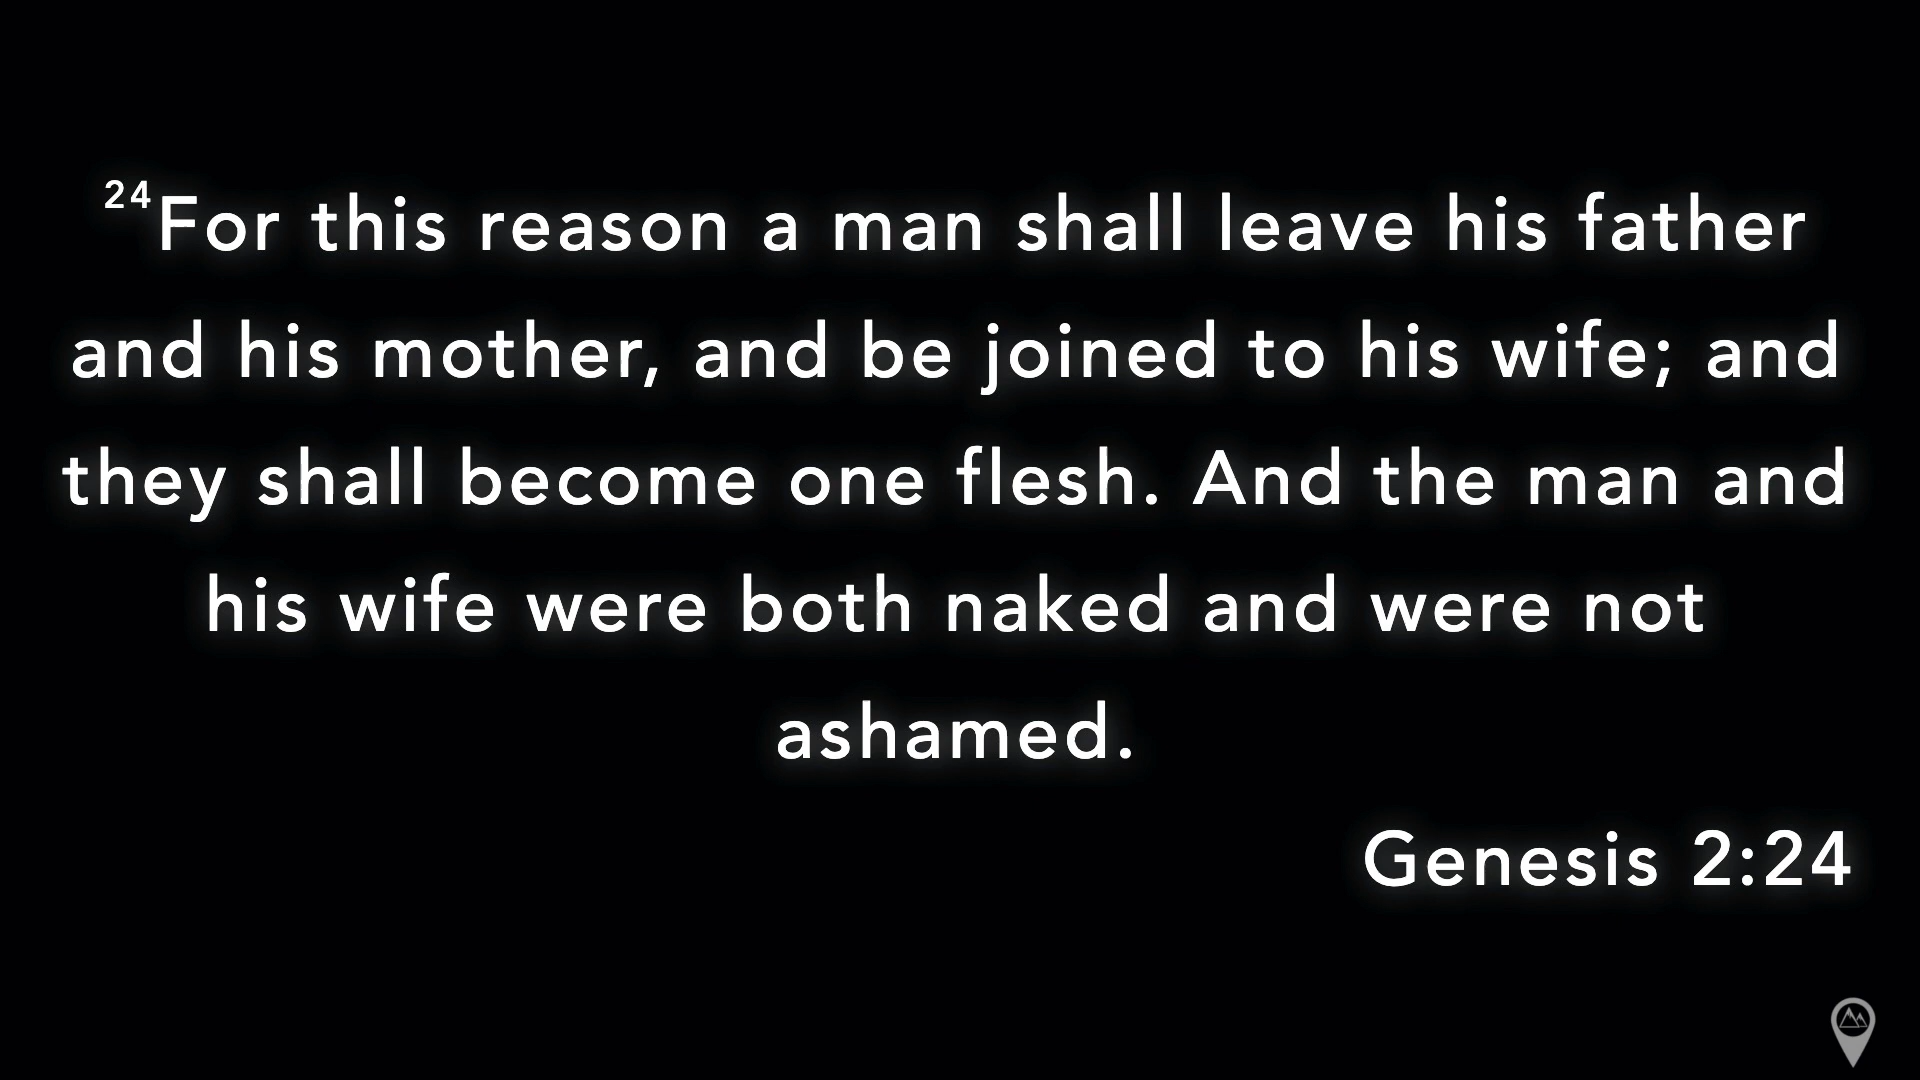 24For this reason a man shall leave his father
and his mother, and be joined to his wife; and
they shall become one flesh. And the man and
his wife were both naked and were not
ashamed.
Genesis 2:24